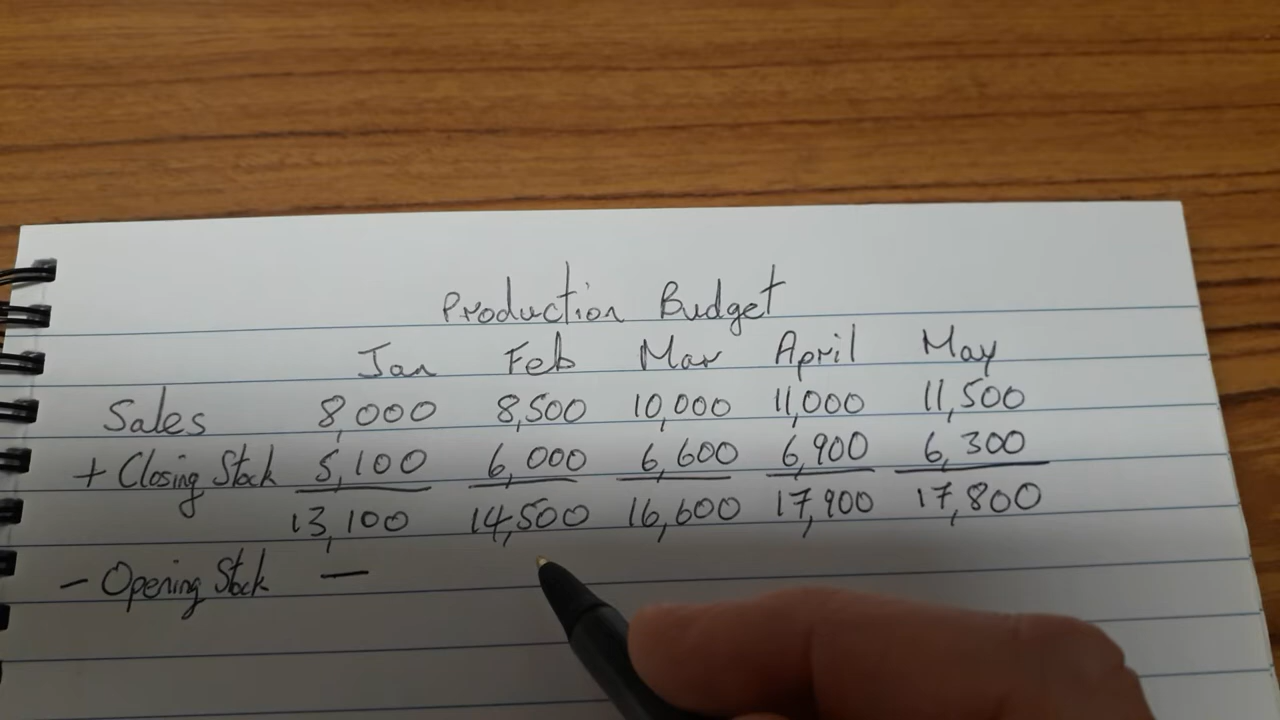 Production Budget
Jan Feb Mar April May
Sales 8,000 8,500 10,000 11,000 11,500
+ Closing Stock 5,100 6,000 6,600 6,900 6,300
13,100 14,500 16,600 17,900 17,800
- Opening Stock —